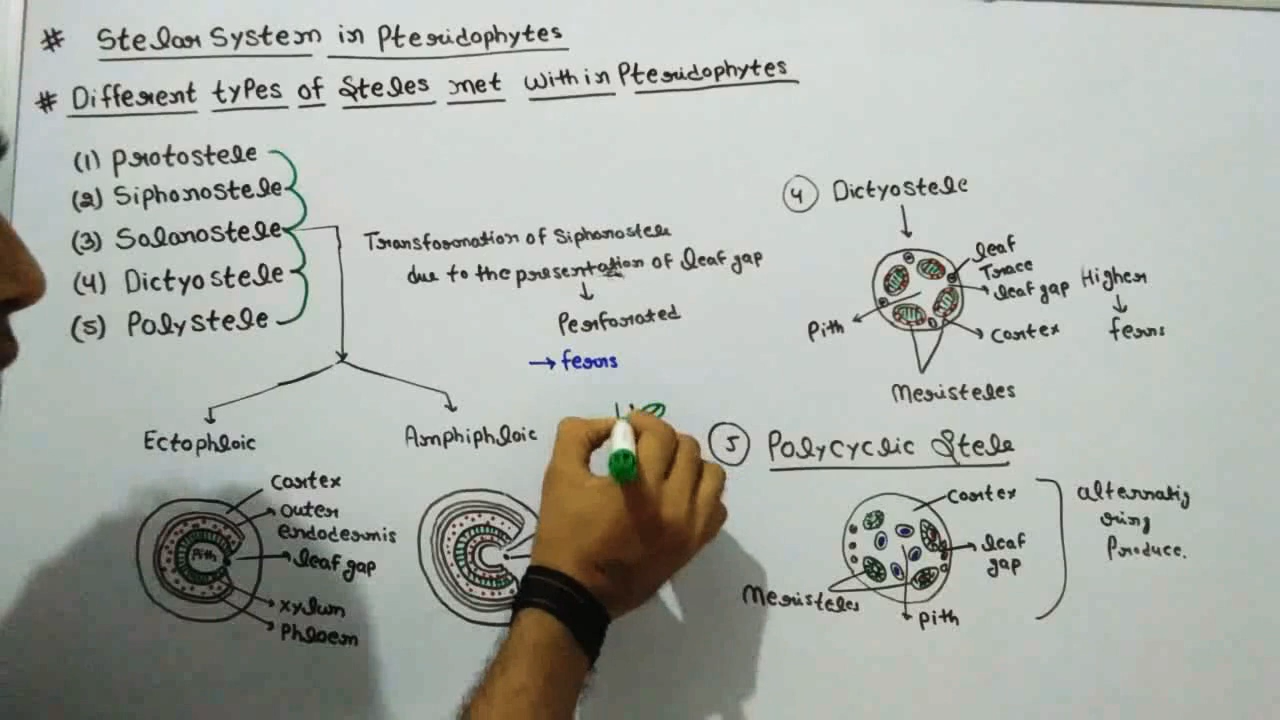 # Stelar System in Pteridophytes
# Different types of Steles met within Pteridophytes
(1) Protostele
(2) Siphonostele
(3) Solanostele
(4) Dictyostele
(5) Polystele
Transformation of Siphonostele
due to the presentation of leaf gap
Perforated
→ ferns
Ectophloic
Amphiphloic
cortex
outer
endodermis
leaf gap
xylum
Phloem
Pith
4 Dictyostele
leaf
Trace
leaf gap
cortex
Pith
Meristeles
Higher
ferns
5 Polycyclic Stele
cortex
leaf
gap
Meristeles
Pith
alternatig
ring
Produce.